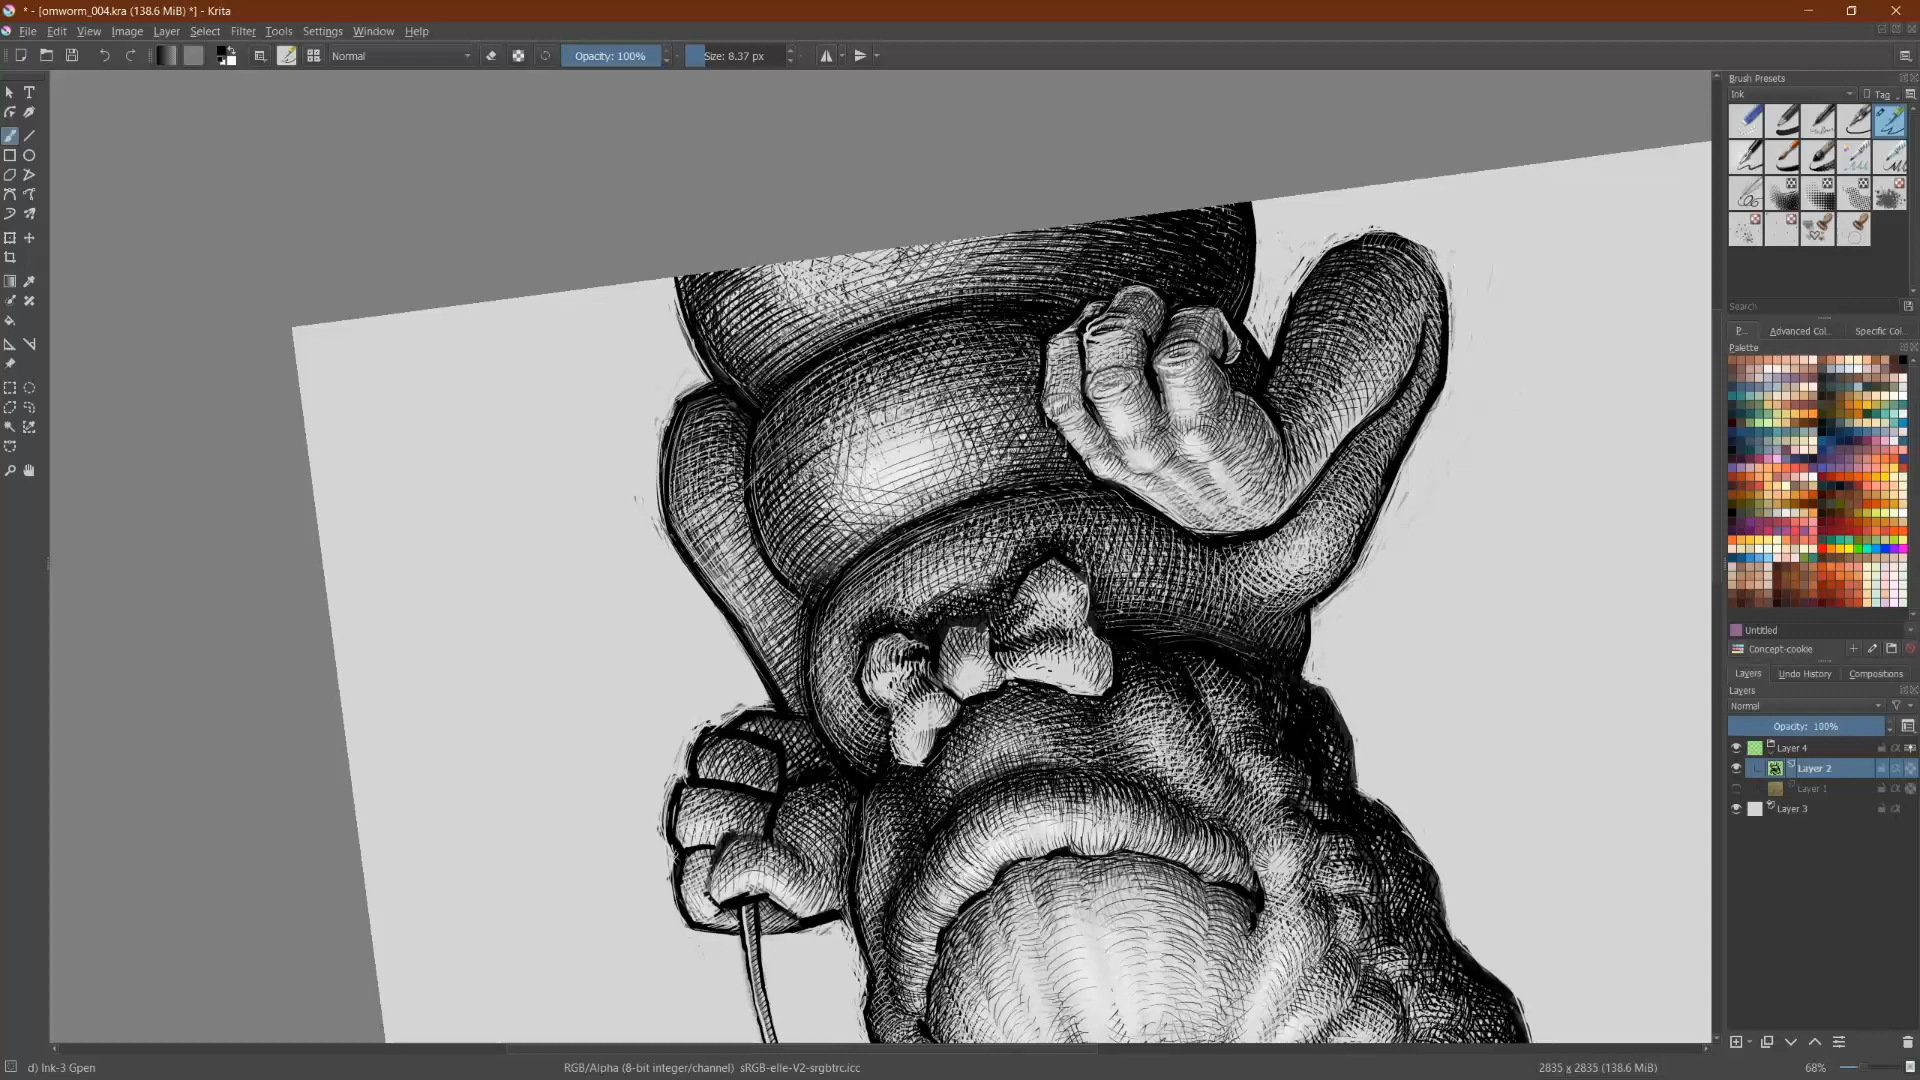 * - [omworm_004.kra (138.6 MiB) *] - Krita
File Edit View Image Layer Select Filter Tools Settings Window Help
Normal Opacity: 100% Size: 8.37 px
Brush Presets
Ink Tag
Search
P... Advanced Col... Specific Col...
Palette
Untitled
Concept-cookie
Layers Undo History Compositions
Layers
Normal
Opacity: 100%
Layer 4
Layer 2
Layer 1
Layer 3
d) Ink-3 Gpen RGB/Alpha (8-bit integer/channel) sRGB-elle-V2-srgbtrc.icc 2835 x 2835 (138.6 MiB) 68%